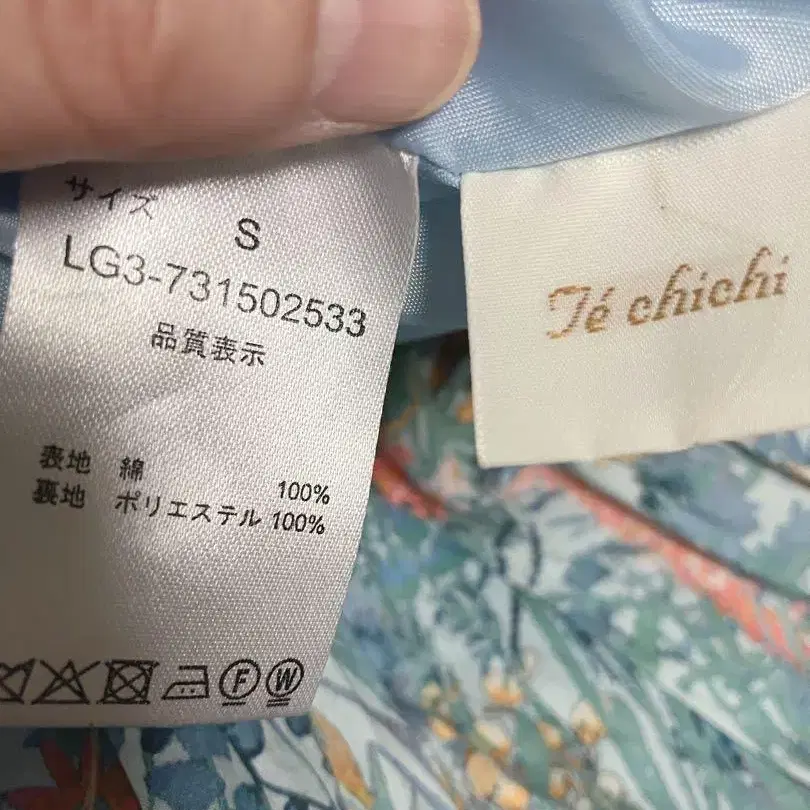 サイズ S
LG3-731502533
品質表示
表地 綿 100%
裏地 ポリエステル 100%
F W
Té chichi